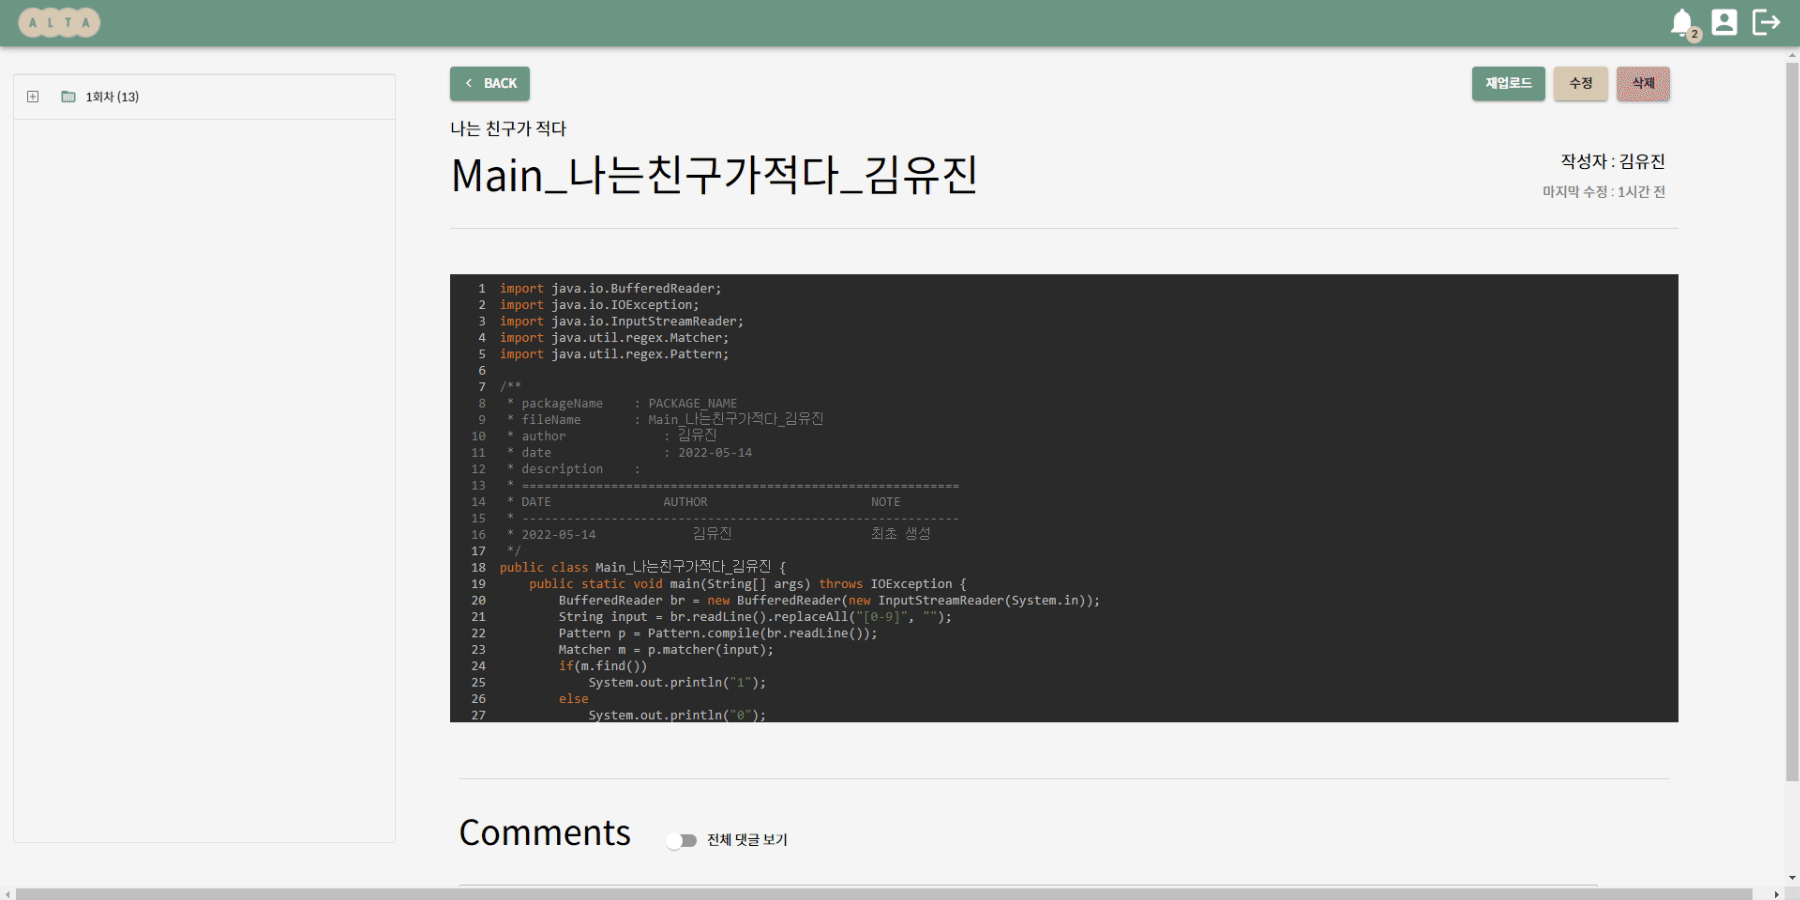 A L T A
2
1회차 (13)
BACK
재업로드 수정 삭제
나는 친구가 적다
Main_나는친구가적다_김유진
작성자 : 김유진
마지막 수정 : 1시간 전
1 import java.io.BufferedReader;
2 import java.io.IOException;
3 import java.io.InputStreamReader;
4 import java.util.regex.Matcher;
5 import java.util.regex.Pattern;
6
7 /**
8 * packageName : PACKAGE_NAME
9 * fileName : Main_나는친구가적다_김유진
10 * author : 김유진
11 * date : 2022-05-14
12 * description :
13 * ===========================================================
14 * DATE AUTHOR NOTE
15 * -----------------------------------------------------------
16 * 2022-05-14 김유진 최초 생성
17 */
18 public class Main_나는친구가적다_김유진 {
19 public static void main(String[] args) throws IOException {
20 BufferedReader br = new BufferedReader(new InputStreamReader(System.in));
21 String input = br.readLine().replaceAll("[0-9]", "");
22 Pattern p = Pattern.compile(br.readLine());
23 Matcher m = p.matcher(input);
24 if(m.find())
25 System.out.println("1");
26 else
27 System.out.println("0");
Comments 전체 댓글 보기